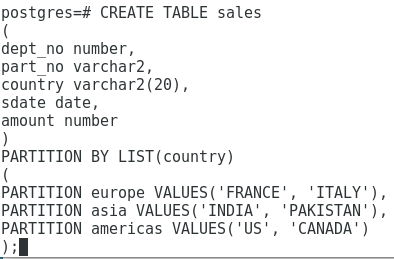 postgres=# CREATE TABLE sales
(
dept_no number,
part_no varchar2,
country varchar2(20),
sdate date,
amount number
)
PARTITION BY LIST(country)
(
PARTITION europe VALUES('FRANCE', 'ITALY'),
PARTITION asia VALUES('INDIA', 'PAKISTAN'),
PARTITION americas VALUES('US', 'CANADA')
);